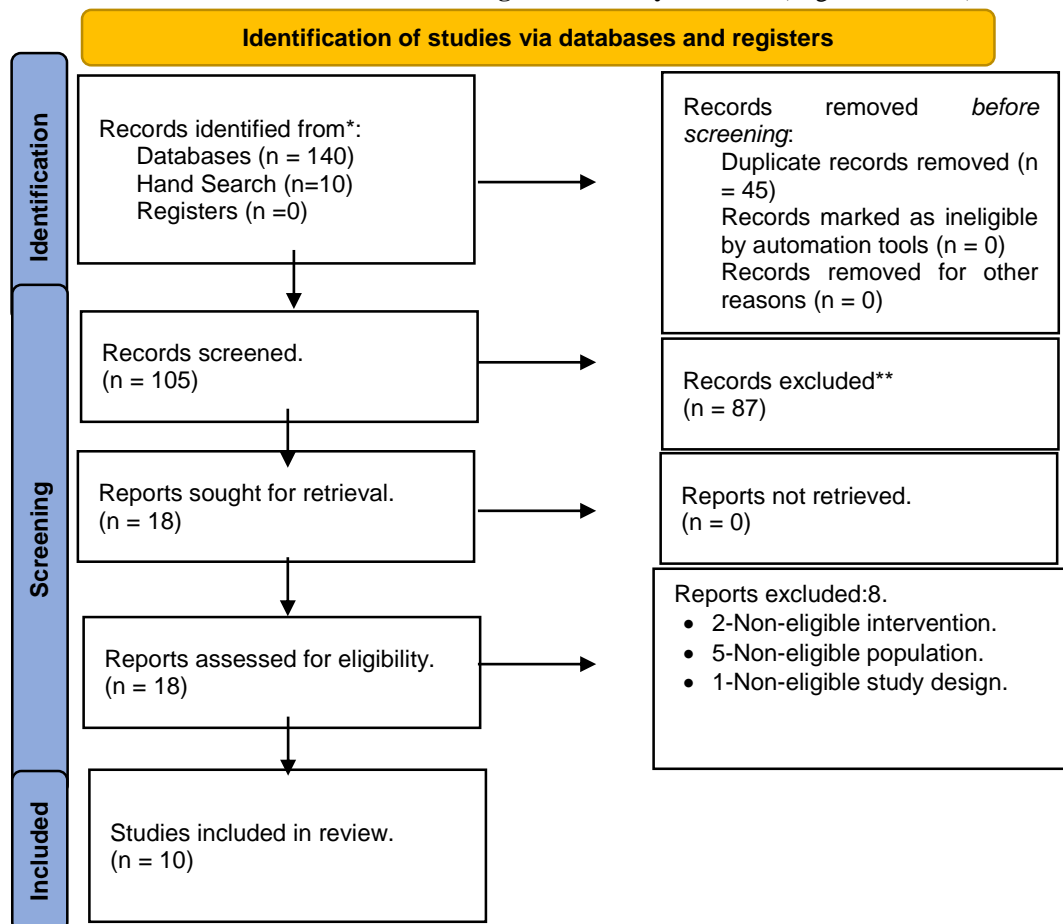 Identification of studies via databases and registers
Identification
Records identified from*:
Databases (n = 140)
Hand Search (n=10)
Registers (n =0)
Records removed before
screening:
Duplicate records removed (n
= 45)
Records marked as ineligible
by automation tools (n = 0)
Records removed for other
reasons (n = 0)
Screening
Records screened.
(n = 105)
Records excluded**
(n = 87)
Reports sought for retrieval.
(n = 18)
Reports not retrieved.
(n = 0)
Reports assessed for eligibility.
(n = 18)
Reports excluded:8.
• 2-Non-eligible intervention.
• 5-Non-eligible population.
• 1-Non-eligible study design.
Included
Studies included in review.
(n = 10)